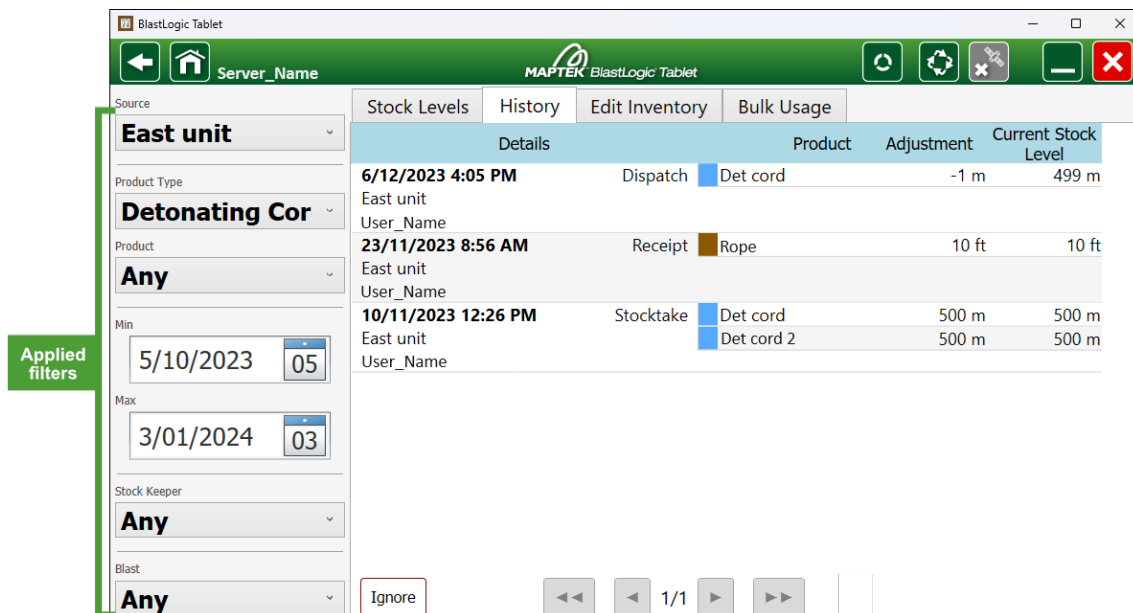 BlastLogic Tablet
Server_Name
MAPTEK BlastLogic Tablet
Applied
filters
Source
East unit
Product Type
Detonating Cor
Product
Any
Min
5/10/2023 05
Max
3/01/2024 03
Stock Keeper
Any
Blast
Any
Stock Levels History Edit Inventory Bulk Usage
Details Product Adjustment Current Stock
Level
6/12/2023 4:05 PM Dispatch Det cord -1 m 499 m
East unit
User_Name
23/11/2023 8:56 AM Receipt Rope 10 ft 10 ft
East unit
User_Name
10/11/2023 12:26 PM Stocktake Det cord 500 m 500 m
East unit Det cord 2 500 m 500 m
User_Name
Ignore 1/1